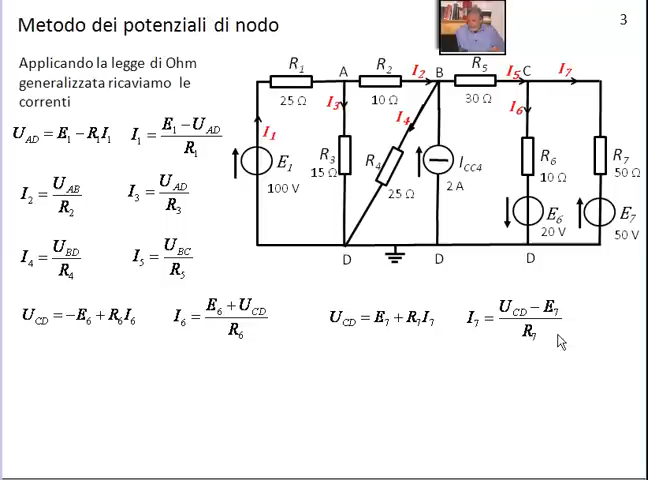 Metodo dei potenziali di nodo
3
Applicando la legge di Ohm
generalizzata ricaviamo le
correnti
U_AD = E_1 − R_1I_1    I_1 = (E_1 − U_AD) / R_1
I_2 = U_AB / R_2    I_3 = U_AD / R_3
I_4 = U_BD / R_4    I_5 = U_BC / R_5
U_CD = −E_6 + R_6I_6    I_6 = (E_6 + U_CD) / R_6    U_CD = E_7 + R_7I_7    I_7 = (U_CD − E_7) / R_7
R_1
25 Ω
A
R_2
10 Ω
I_2
B
R_5
30 Ω
I_5
C
I_7
I_1
I_3
I_4
I_6
E_1
100 V
R_3
15 Ω
R_4
25 Ω
I_CC4
2 A
R_6
10 Ω
R_7
50 Ω
E_6
20 V
E_7
50 V
D
D
D